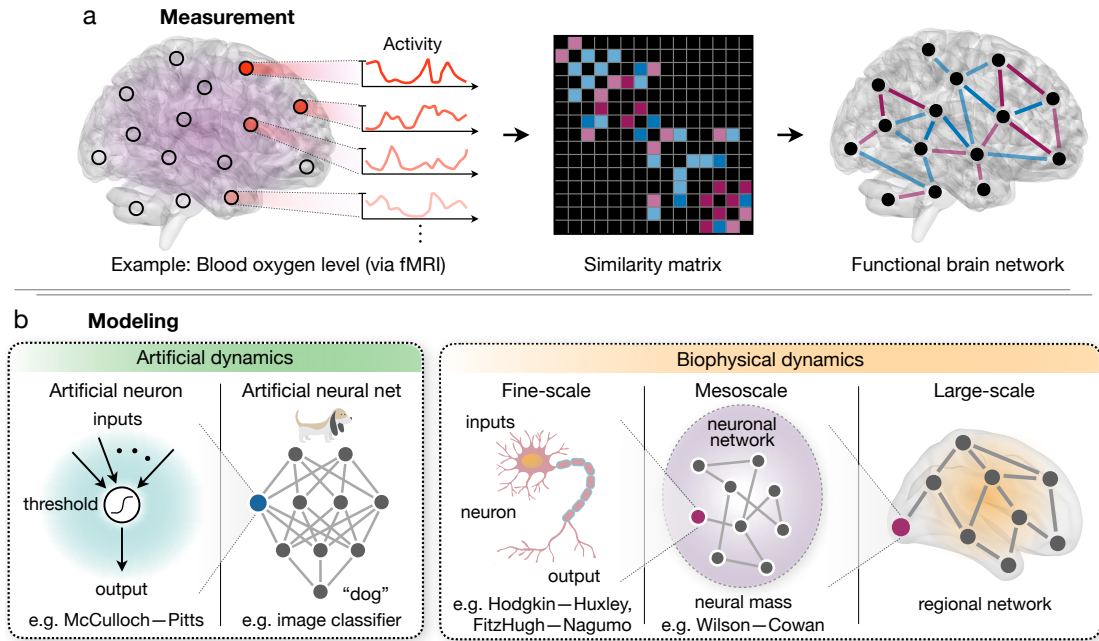 a Measurement
Activity
Example: Blood oxygen level (via fMRI)
Similarity matrix
Functional brain network
b Modeling
Artificial dynamics
Artificial neuron
inputs
threshold
output
e.g. McCulloch—Pitts
Artificial neural net
“dog”
e.g. image classifier
Biophysical dynamics
Fine-scale
inputs
neuron
output
e.g. Hodgkin—Huxley,
FitzHugh—Nagumo
Mesoscale
neuronal
network
neural mass
e.g. Wilson—Cowan
Large-scale
regional network